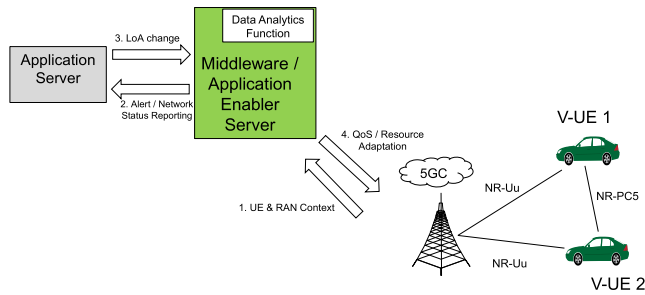 Data Analytics
Function
3. LoA change
Application
Server
Middleware /
Application
Enabler
Server
2. Alert / Network
Status Reporting
4. QoS / Resource
Adaptation
1. UE & RAN Context
5GC
V-UE 1
NR-Uu
NR-PC5
NR-Uu
V-UE 2